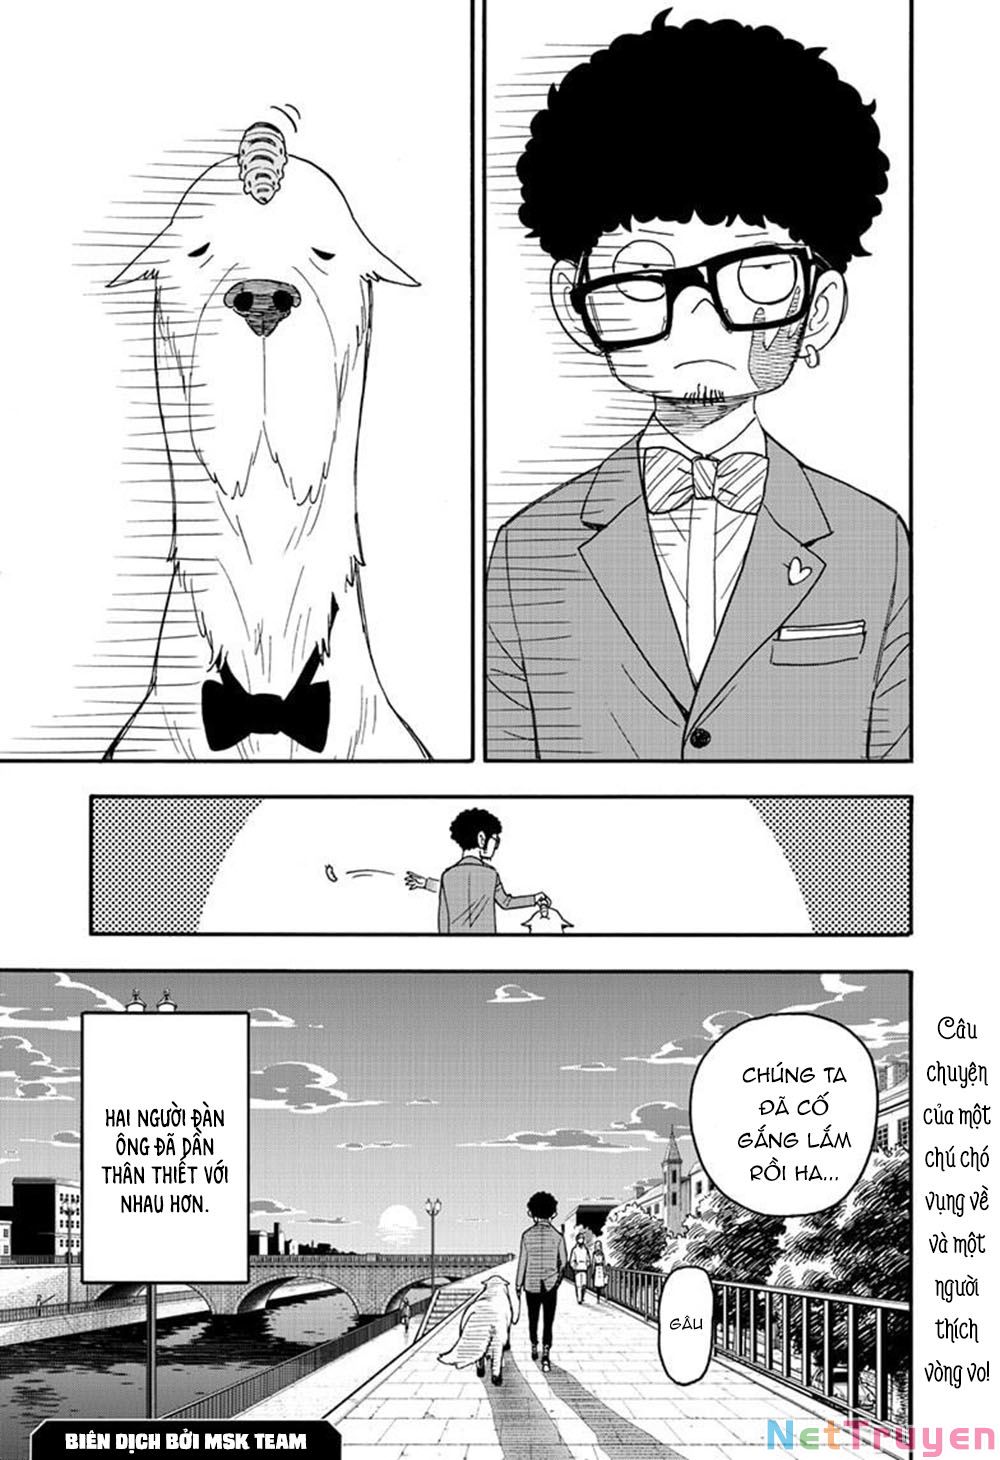 CHÚNG TA
ĐÃ CỐ
GẮNG LẮM
RỒI HA...
HAI NGƯỜI ĐÀN
ÔNG ĐÃ DẦN
THÂN THIẾT VỚI
NHAU HƠN.
GÂU
Câu
chuyện
của một
chú chó
vụng về
và một
người
thích
vòng vo!
BIÊN DỊCH BỞI MSK TEAM
NetTruyen